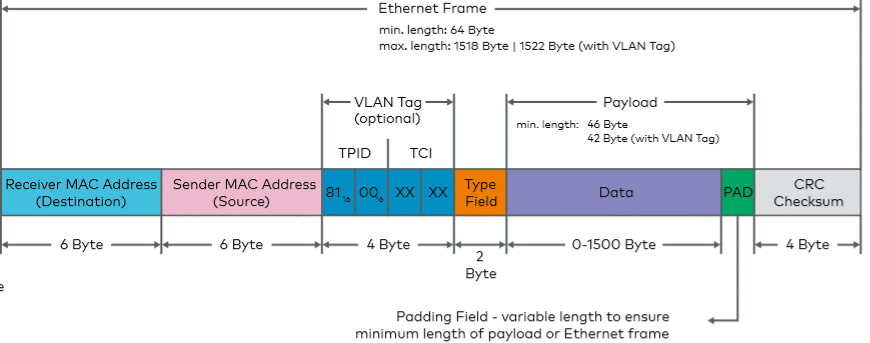 Ethernet Frame
min. length: 64 Byte
max. length: 1518 Byte | 1522 Byte (with VLAN Tag)
VLAN Tag
(optional)
Payload
min. length: 46 Byte
42 Byte (with VLAN Tag)
TPID TCI
Receiver MAC Address
(Destination)
Sender MAC Address
(Source)
81₁₆ 00₁₆ XX XX
Type
Field
Data
PAD
CRC
Checksum
6 Byte
6 Byte
4 Byte
2
Byte
0-1500 Byte
4 Byte
e
Padding Field - variable length to ensure
minimum length of payload or Ethernet frame